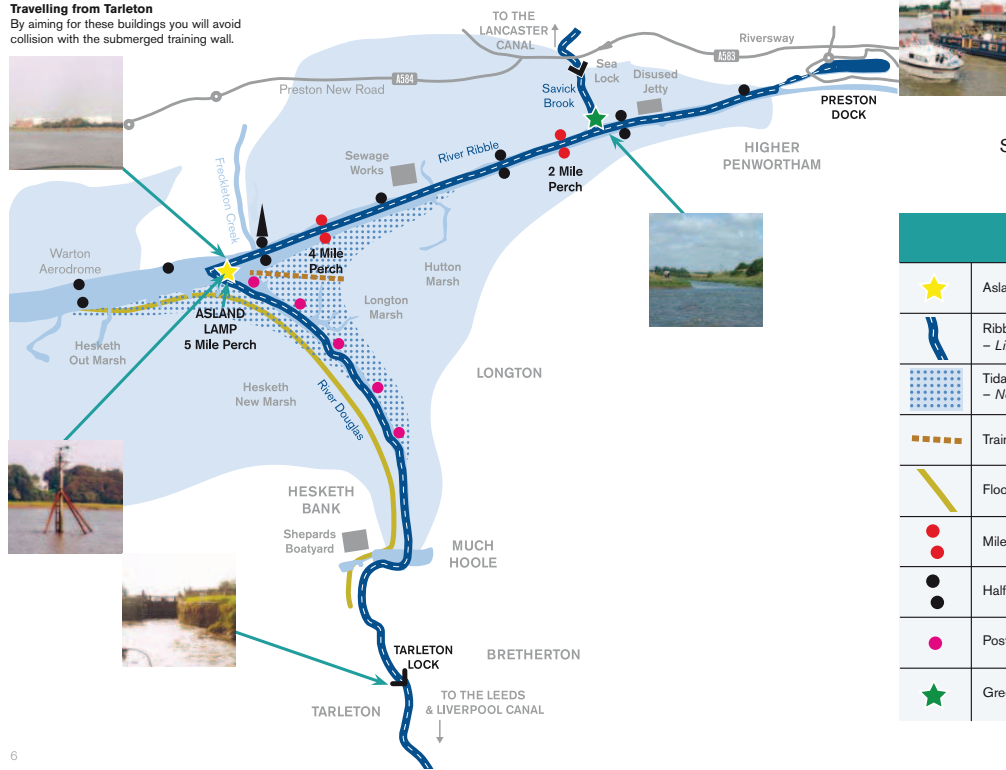 Travelling from Tarleton
By aiming for these buildings you will avoid
collision with the submerged training wall.
TO THE
LANCASTER
CANAL
Riversway
A583
A584
Preston New Road
Sea
Lock
Disused
Jetty
Savick
Brook
PRESTON
DOCK
HIGHER
PENWORTHAM
River Ribble
Sewage
Works
2 Mile
Perch
Freckleton Creek
4 Mile
Perch
Warton
Aerodrome
Hutton
Marsh
Longton
Marsh
ASLAND
LAMP
5 Mile Perch
Hesketh
Out Marsh
Hesketh
New Marsh
River Douglas
LONGTON
HESKETH
BANK
Shepards
Boatyard
MUCH
HOOLE
TARLETON
LOCK
BRETHERTON
TARLETON
TO THE LEEDS
& LIVERPOOL CANAL
S
Asla
Ribb
– Li
Tida
– N
Train
Floo
Mile
Half
Post
Gree
6